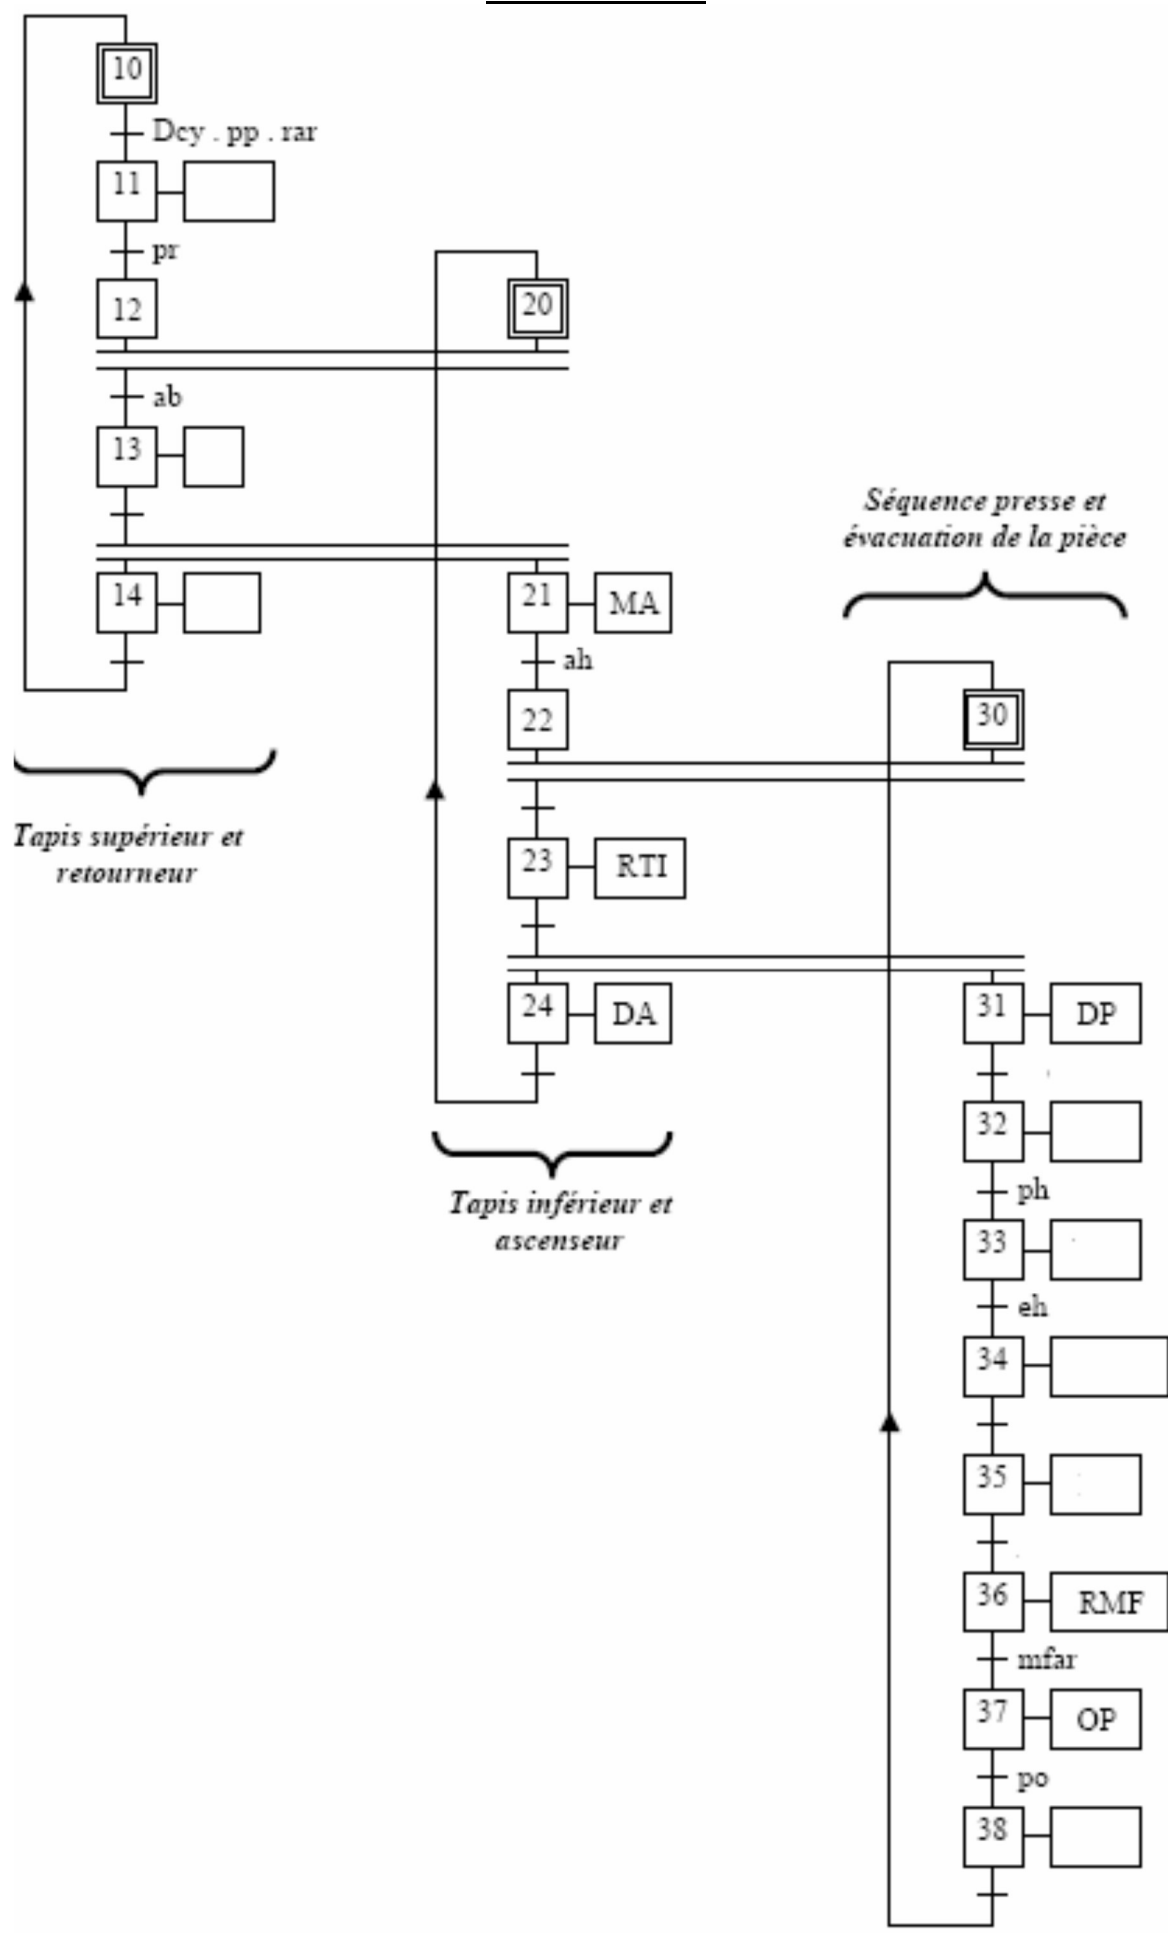 10
Dcy . pp . rar
11
pr
12
20
ab
13
Séquence presse et
évacuation de la pièce
14
21
MA
ah
22
30
Tapis supérieur et
retourneur
23
RTI
24
DA
31
DP
32
Tapis inférieur et
ascenseur
ph
33
eh
34
35
36
RMF
mfar
37
OP
po
38